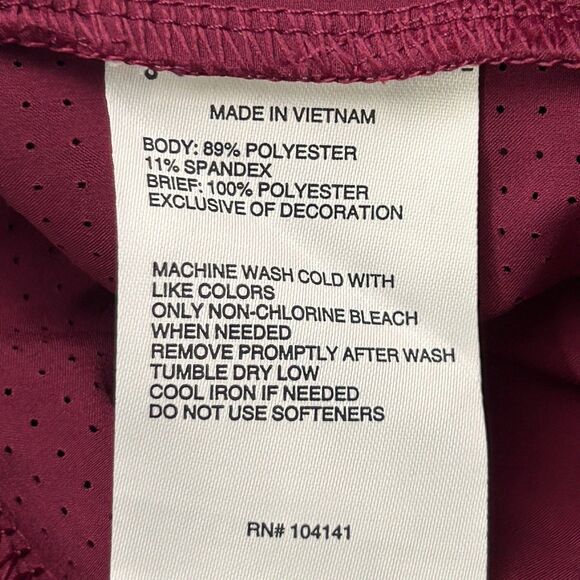 MADE IN VIETNAM
BODY: 89% POLYESTER
11% SPANDEX
BRIEF: 100% POLYESTER
EXCLUSIVE OF DECORATION
MACHINE WASH COLD WITH
LIKE COLORS
ONLY NON-CHLORINE BLEACH
WHEN NEEDED
REMOVE PROMPTLY AFTER WASH
TUMBLE DRY LOW
COOL IRON IF NEEDED
DO NOT USE SOFTENERS
RN# 104141